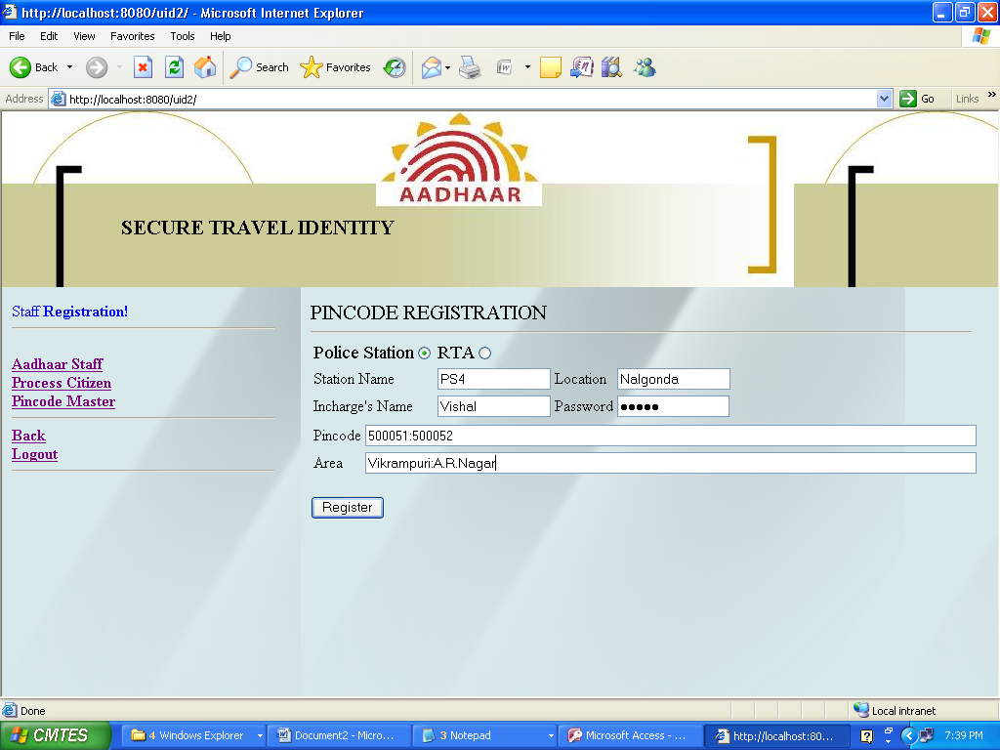 http://localhost:8080/uid2/ - Microsoft Internet Explorer
File Edit View Favorites Tools Help
Back Search Favorites
Address http://localhost:8080/uid2/ Go Links »
AADHAAR
SECURE TRAVEL IDENTITY
Staff Registration!
Aadhaar Staff
Process Citizen
Pincode Master
Back
Logout
PINCODE REGISTRATION
Police Station RTA
Station Name PS4 Location Nalgonda
Incharge's Name Vishal Password ●●●●●
Pincode 500051:500052
Area Vikrampuri:A.R.Nagar
Register
Done Local intranet
CMTES 4 Windows Explorer Document2 - Micro... 3 Notepad Microsoft Access - ... http://localhost:80... 7:39 PM